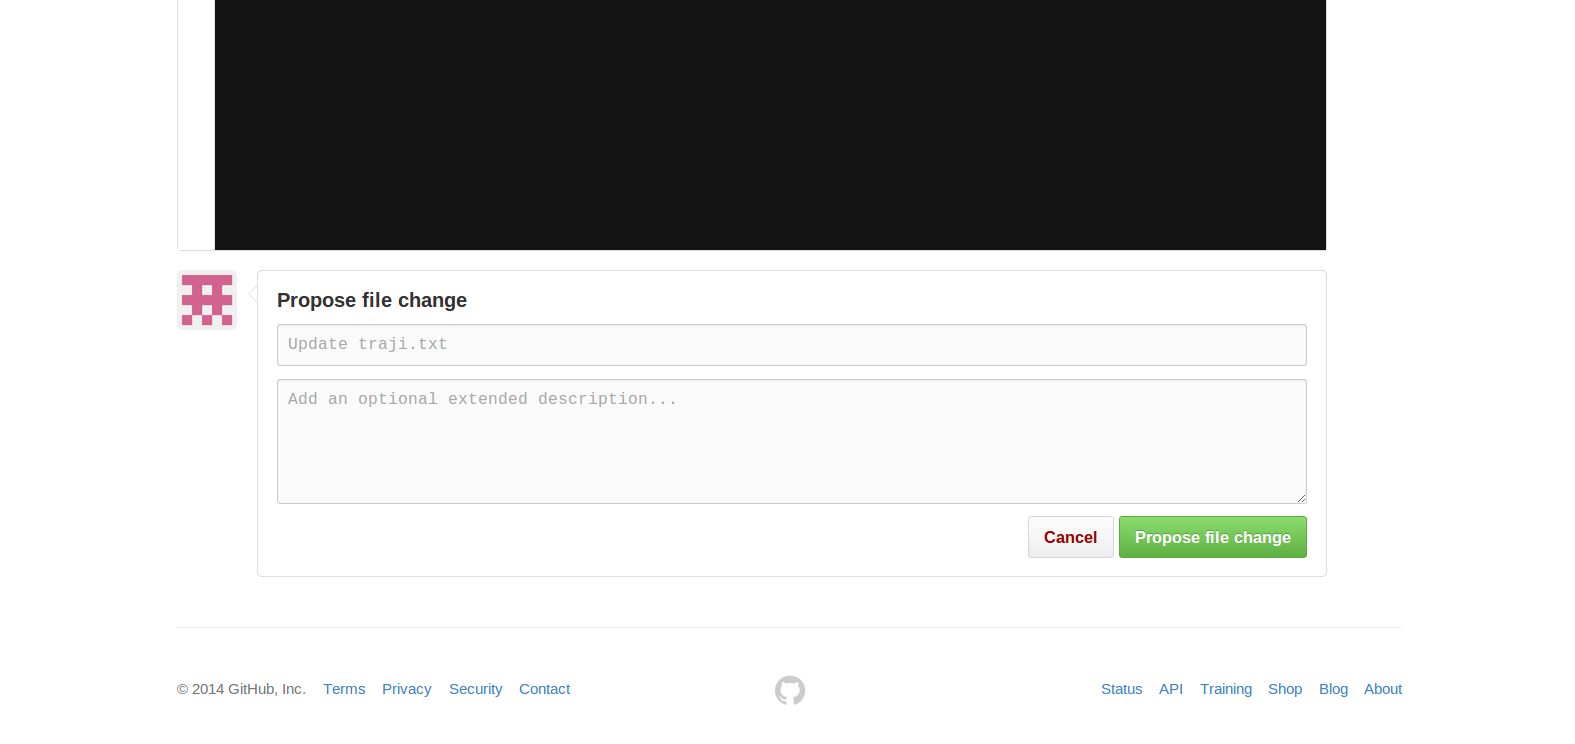 Propose file change
Update traji.txt
Add an optional extended description...
Cancel Propose file change
© 2014 GitHub, Inc. Terms Privacy Security Contact Status API Training Shop Blog About